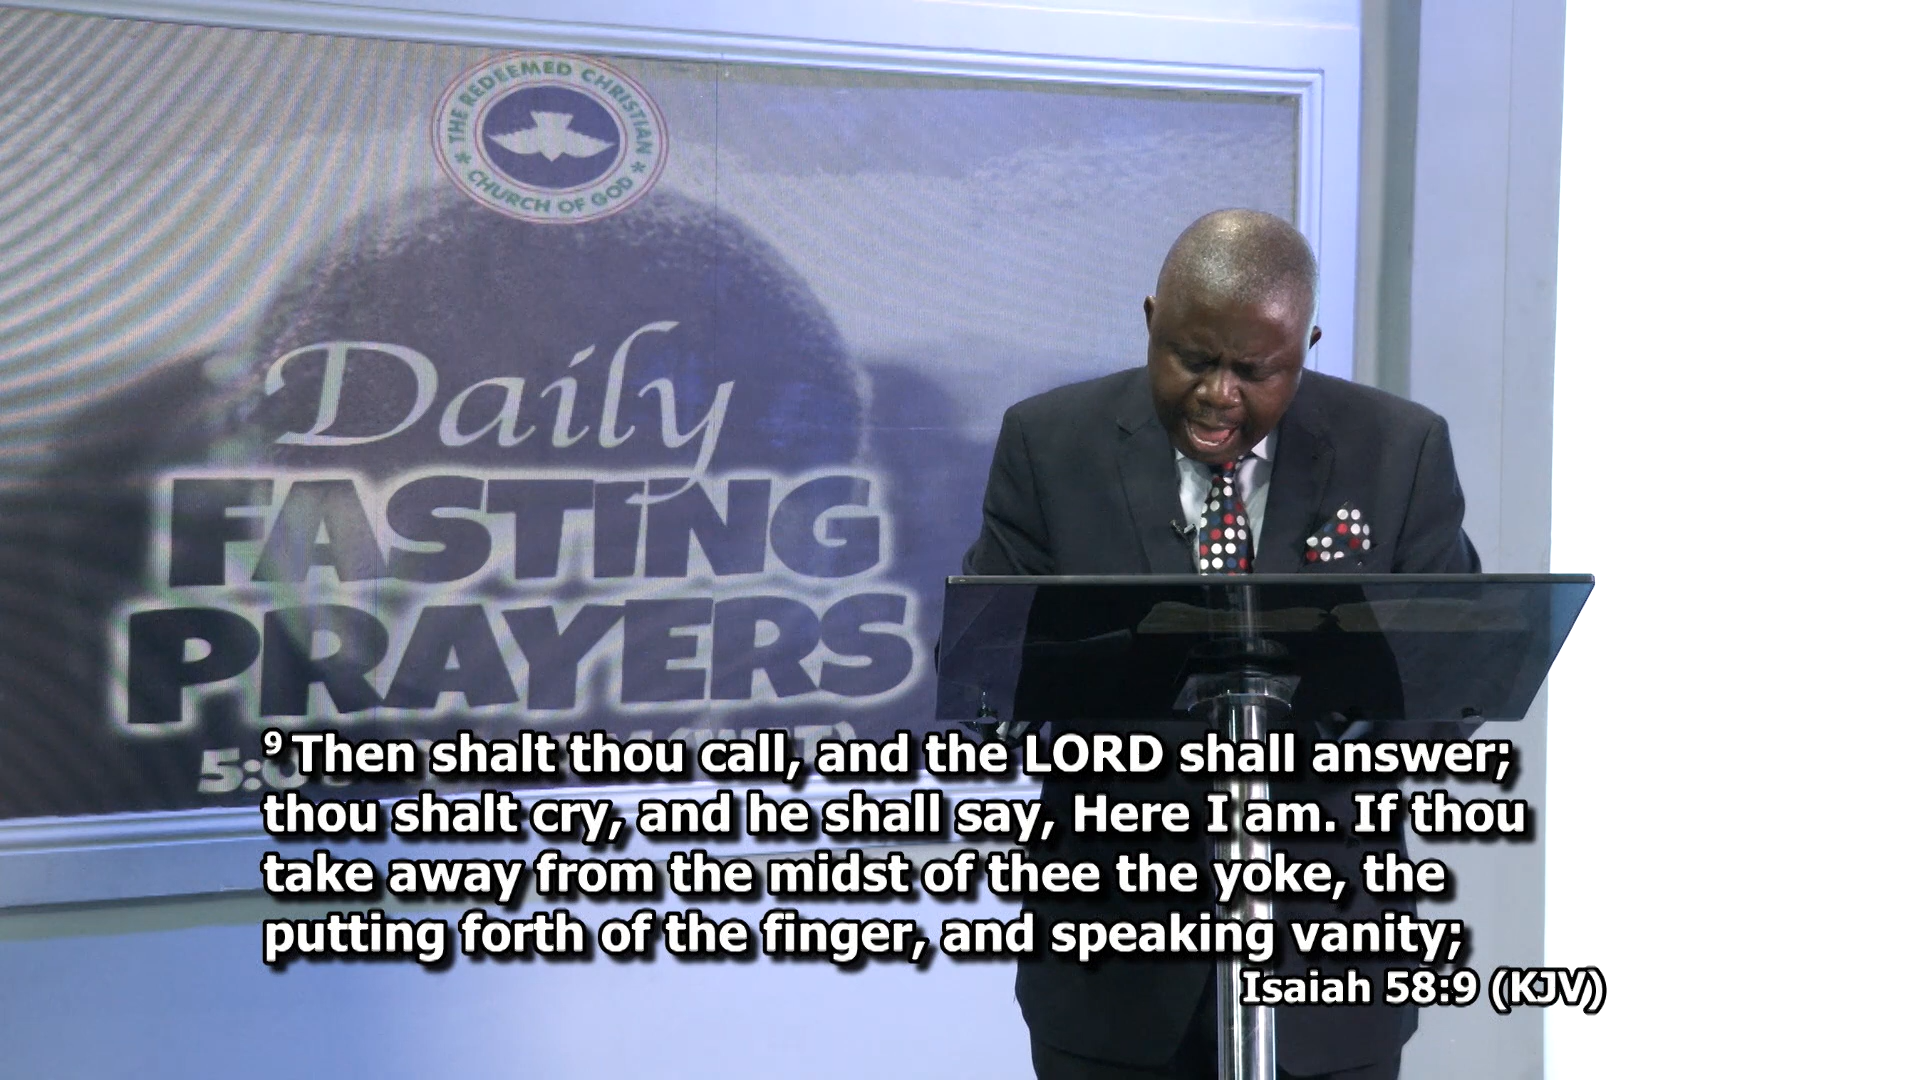 THE REDEEMED CHRISTIAN
CHURCH OF GOD
Daily
FASTING
PRAYERS
9 Then shalt thou call, and the LORD shall answer;
thou shalt cry, and he shall say, Here I am. If thou
take away from the midst of thee the yoke, the
putting forth of the finger, and speaking vanity;
Isaiah 58:9 (KJV)